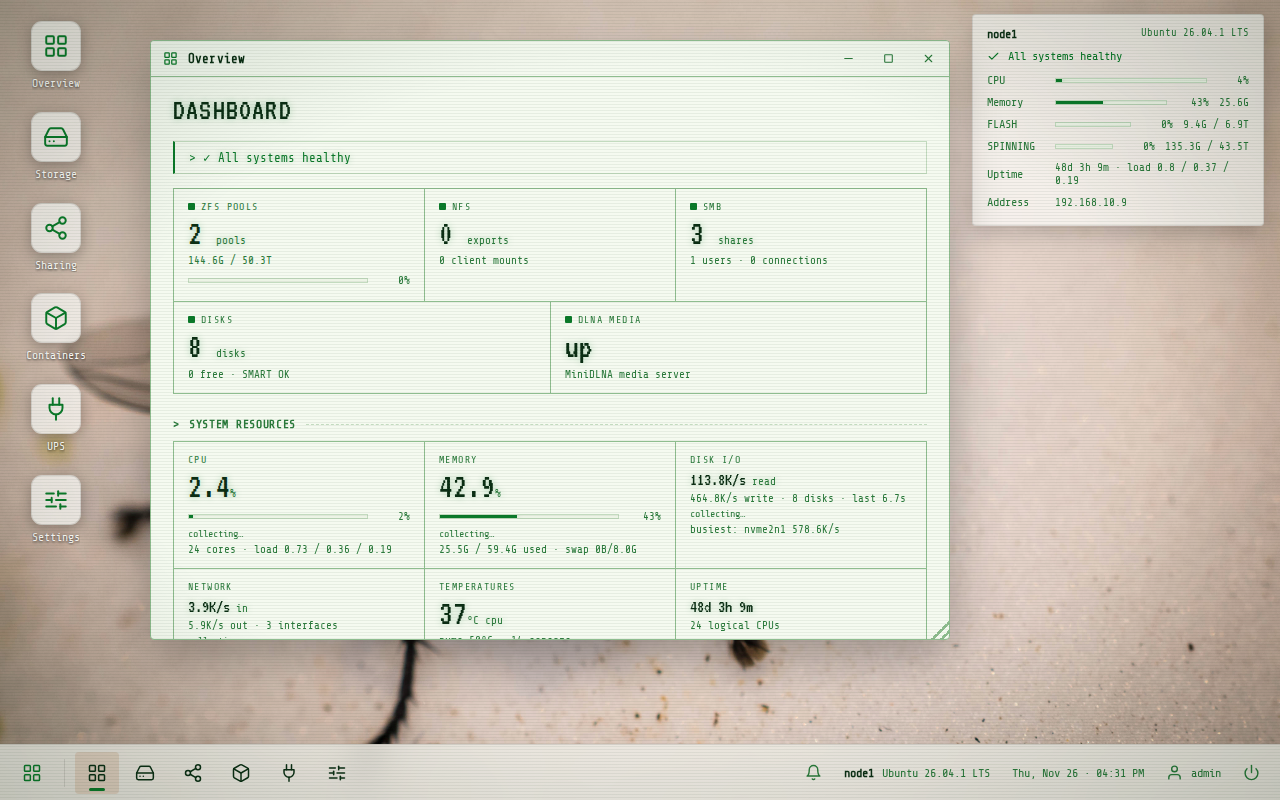 Overview
Storage
Sharing
Containers
UPS
Settings
Overview
DASHBOARD
> ✓ All systems healthy
ZFS POOLS
2 pools
144.6G / 50.3T
0%
NFS
0 exports
0 client mounts
SMB
3 shares
1 users · 0 connections
DISKS
8 disks
0 free · SMART OK
DLNA MEDIA
up
MiniDLNA media server
> SYSTEM RESOURCES
CPU
2.4%
2%
collecting…
24 cores · load 0.73 / 0.36 / 0.19
MEMORY
42.9%
43%
collecting…
25.5G / 59.4G used · swap 0B/8.0G
DISK I/O
113.8K/s read
464.8K/s write · 8 disks · last 6.7s
collecting…
busiest: nvme2n1 578.6K/s
NETWORK
3.9K/s in
5.9K/s out · 3 interfaces
TEMPERATURES
37°C cpu
UPTIME
48d 3h 9m
24 logical CPUs
node1 Ubuntu 26.04.1 LTS
All systems healthy
CPU 4%
Memory 43% 25.6G
FLASH 0% 9.4G / 6.9T
SPINNING 0% 135.3G / 43.5T
Uptime 48d 3h 9m · load 0.8 / 0.37 /
0.19
Address 192.168.10.9
node1 Ubuntu 26.04.1 LTS
Thu, Nov 26 · 04:31 PM
admin